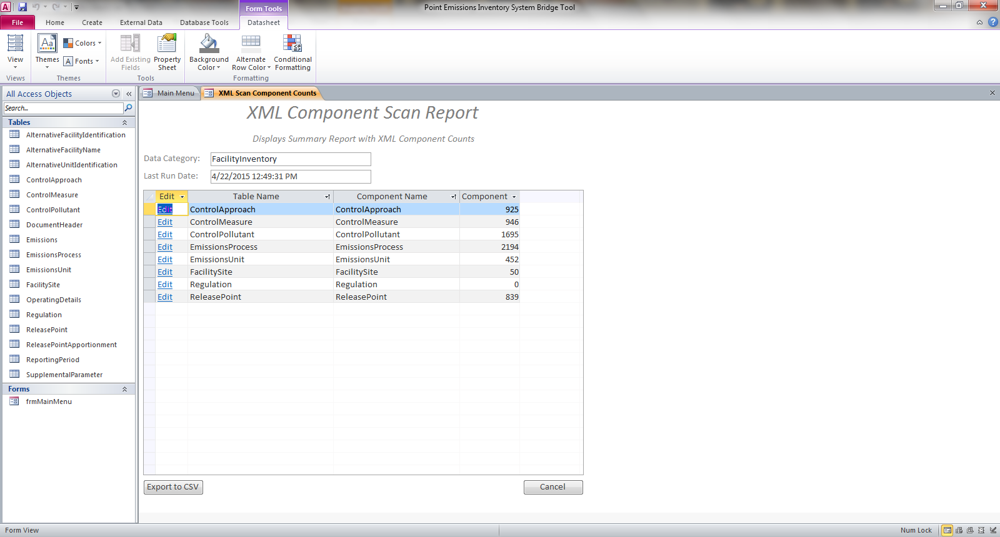 Form Tools
Point Emissions Inventory System Bridge Tool
File Home Create External Data Database Tools Datasheet
View
Views
Themes
Colors
Fonts
Themes
Add Existing Fields
Property Sheet
Tools
Background Color
Alternate Row Color
Conditional Formatting
Formatting
All Access Objects
Search...
Tables
AlternativeFacilityIdentification
AlternativeFacilityName
AlternativeUnitIdentification
ControlApproach
ControlMeasure
ControlPollutant
DocumentHeader
Emissions
EmissionsProcess
EmissionsUnit
FacilitySite
OperatingDetails
Regulation
ReleasePoint
ReleasePointApportionment
ReportingPeriod
SupplementalParameter
Forms
frmMainMenu
Main Menu XML Scan Component Counts
XML Component Scan Report
Displays Summary Report with XML Component Counts
Data Category: FacilityInventory
Last Run Date: 4/22/2015 12:49:31 PM
Edit Table Name Component Name Component
Edit ControlApproach ControlApproach 925
Edit ControlMeasure ControlMeasure 946
Edit ControlPollutant ControlPollutant 1695
Edit EmissionsProcess EmissionsProcess 2194
Edit EmissionsUnit EmissionsUnit 452
Edit FacilitySite FacilitySite 50
Edit Regulation Regulation 0
Edit ReleasePoint ReleasePoint 839
Export to CSV Cancel
Form View Num Lock